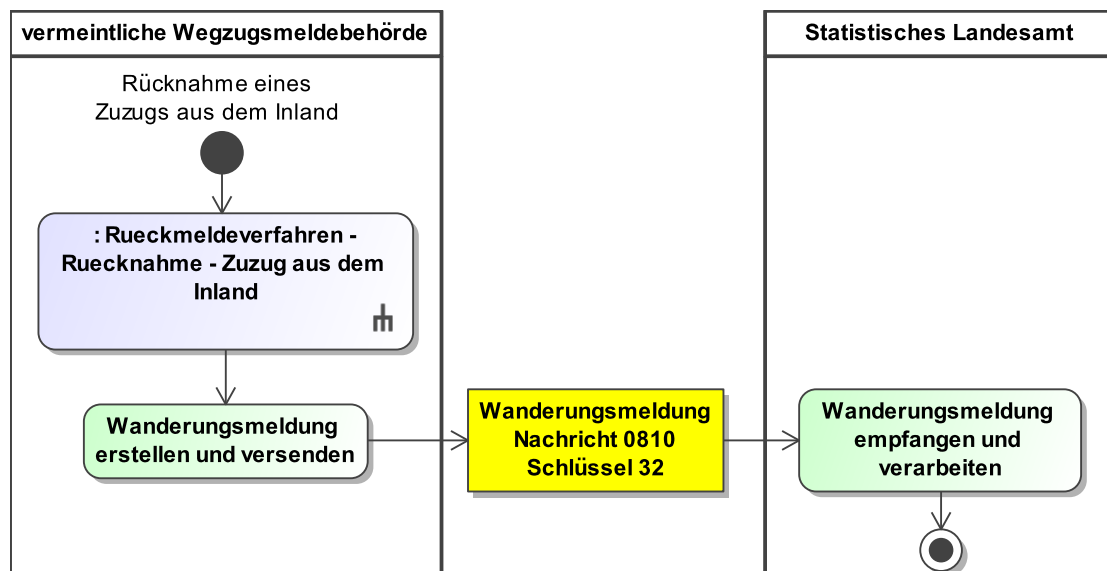 vermeintliche Wegzugsmeldebehörde
Statistisches Landesamt
Rücknahme eines
Zuzugs aus dem Inland
: Rueckmeldeverfahren -
Ruecknahme - Zuzug aus dem
Inland
Wanderungsmeldung
erstellen und versenden
Wanderungsmeldung
Nachricht 0810
Schlüssel 32
Wanderungsmeldung
empfangen und
verarbeiten